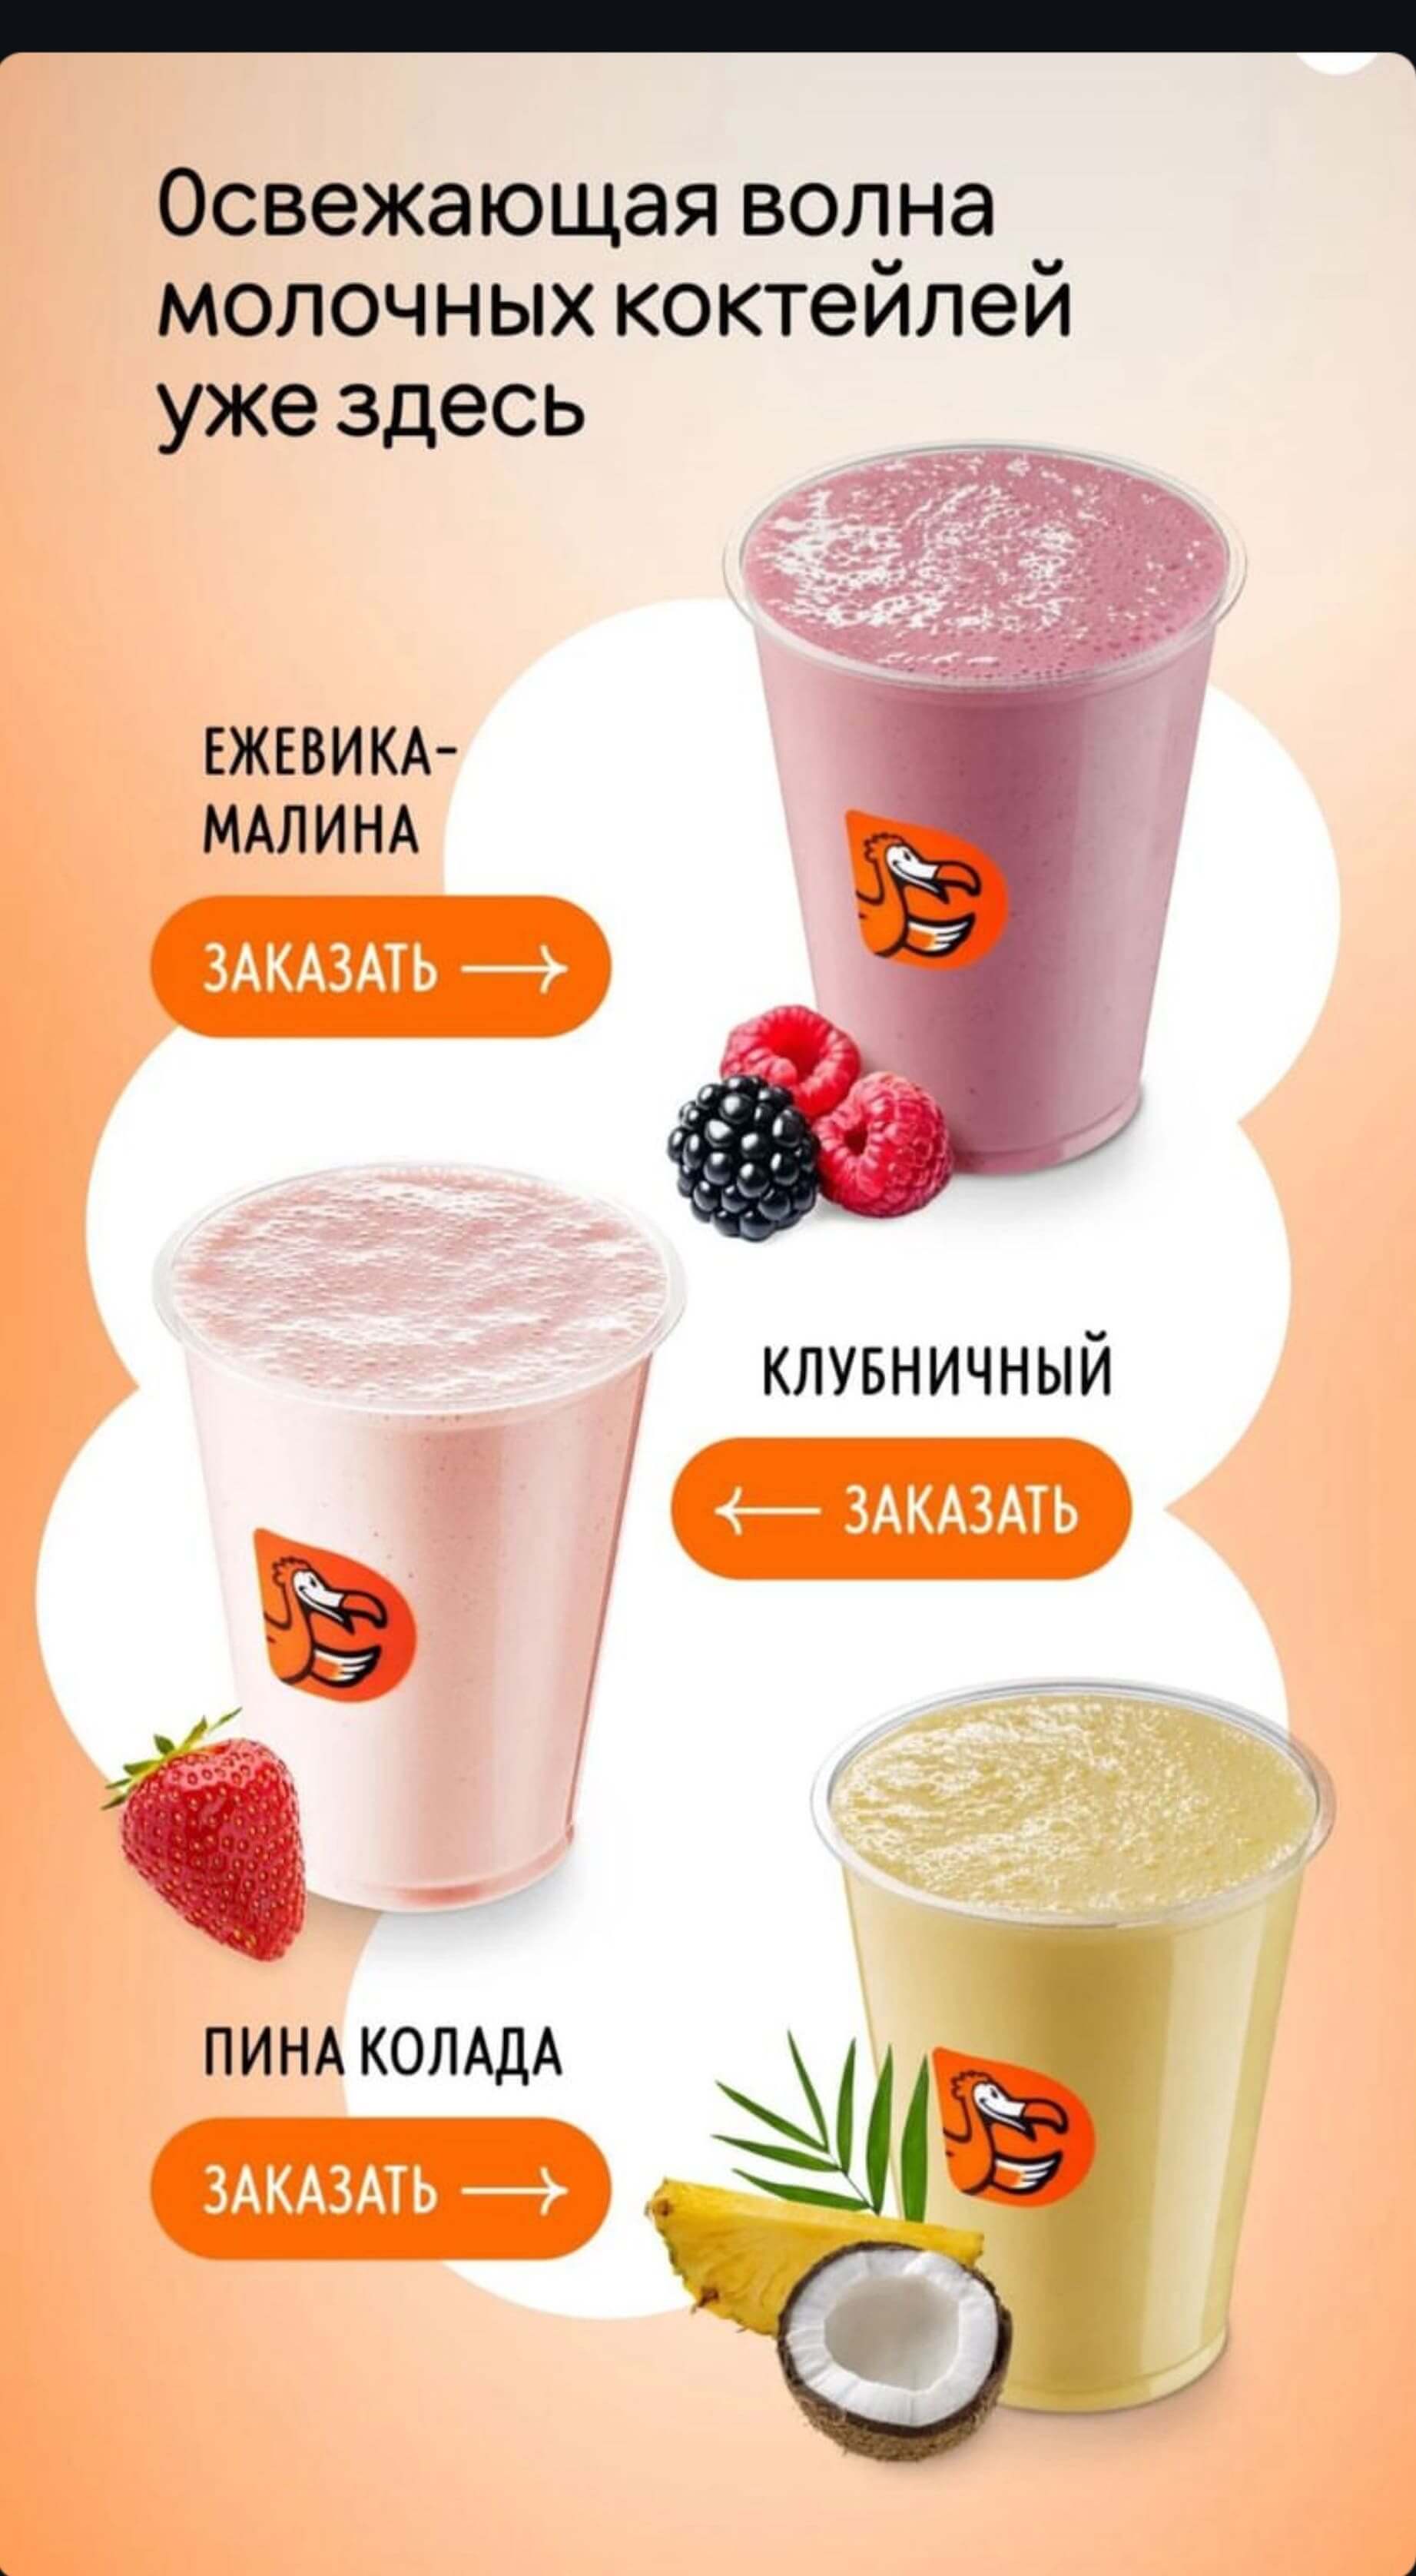 Освежающая волна
молочных коктейлей
уже здесь
ЕЖЕВИКА-
МАЛИНА
ЗАКАЗАТЬ →
КЛУБНИЧНЫЙ
← ЗАКАЗАТЬ
ПИНА КОЛАДА
ЗАКАЗАТЬ →